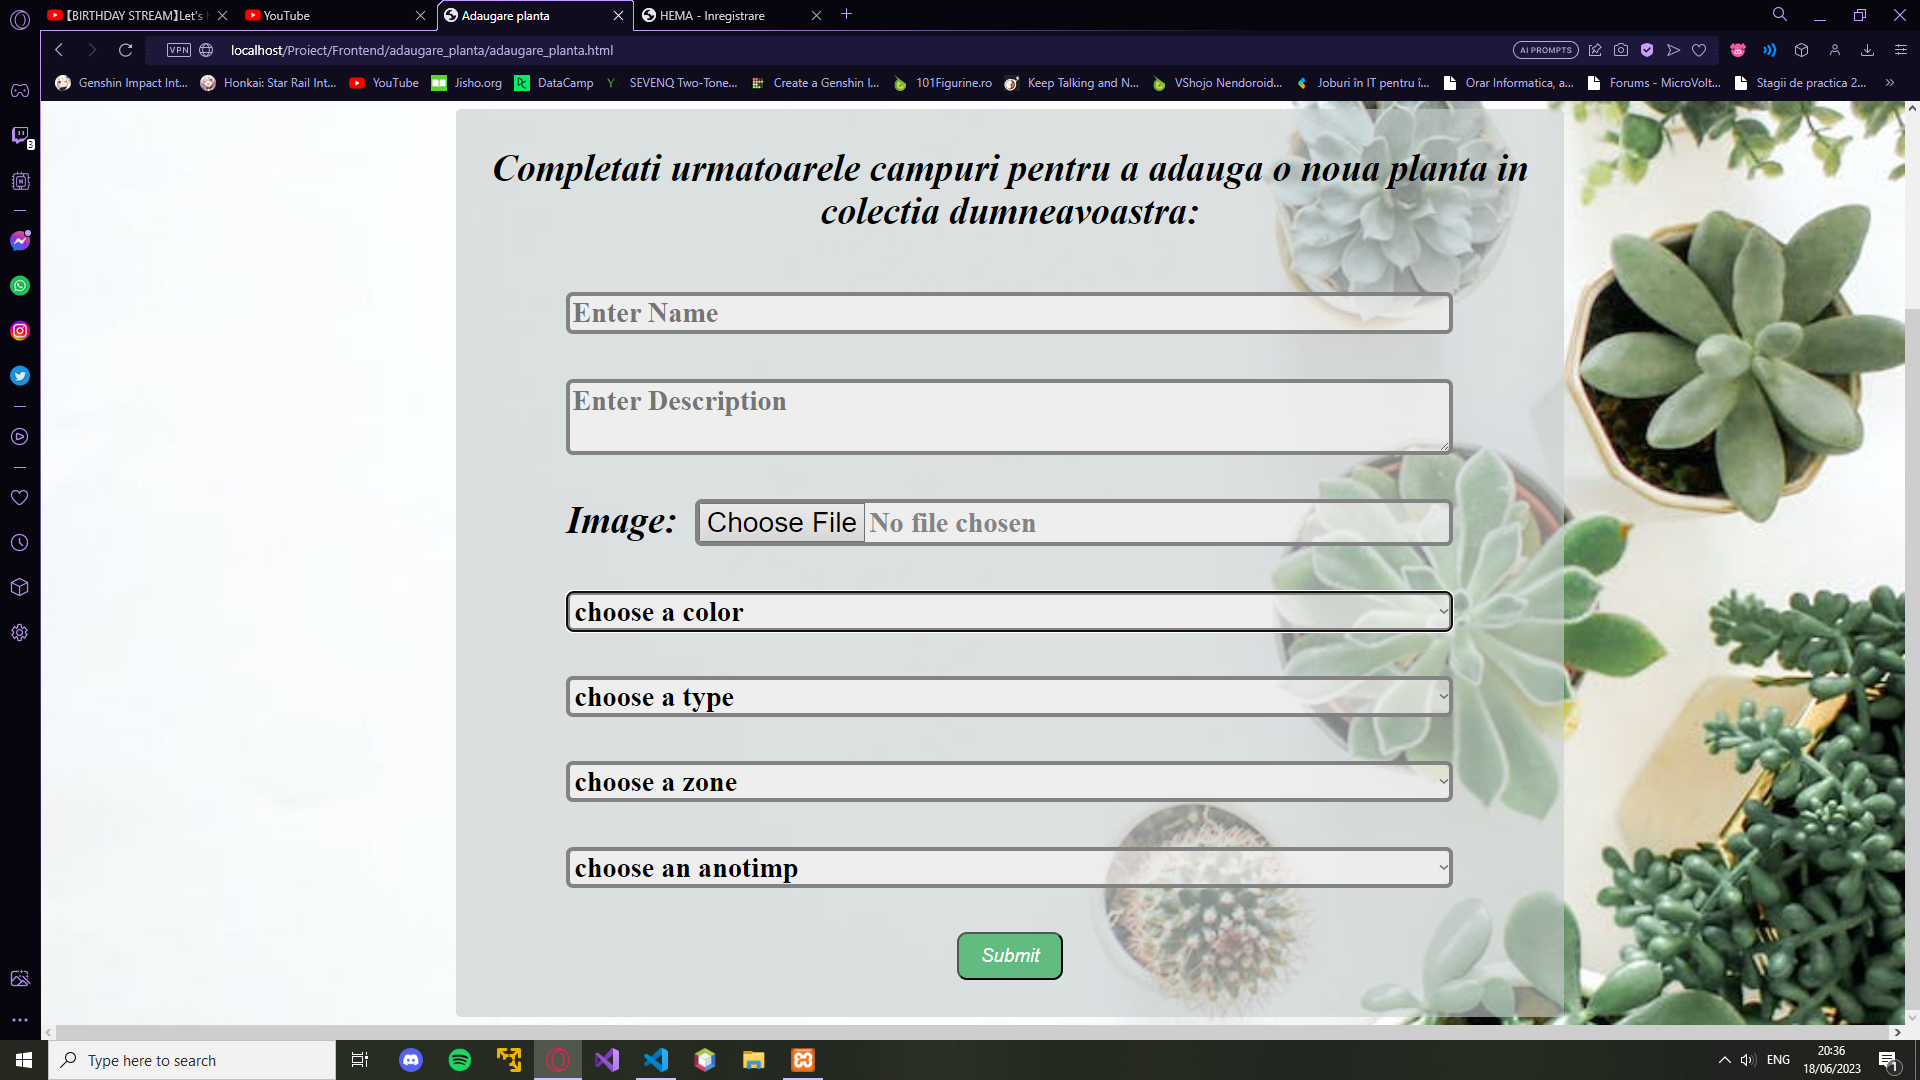 【BIRTHDAY STREAM】Let's
YouTube
Adaugare planta
HEMA - Inregistrare
VPN
localhost/Proiect/Frontend/adaugare_planta/adaugare_planta.html
AI PROMPTS
Genshin Impact Int...
Honkai: Star Rail Int...
YouTube
Jisho.org
DataCamp
SEVENQ Two-Tone...
Create a Genshin I...
101Figurine.ro
Keep Talking and N...
VShojo Nendoroid...
Joburi în IT pentru î...
Orar Informatica, a...
Forums - MicroVolt...
Stagii de practica 2...
3
Completati urmatoarele campuri pentru a adauga o noua planta in
colectia dumneavoastra:
Enter Name
Enter Description
Image:
Choose File No file chosen
choose a color
choose a type
choose a zone
choose an anotimp
Submit
Type here to search
ENG
20:36
18/06/2023
1